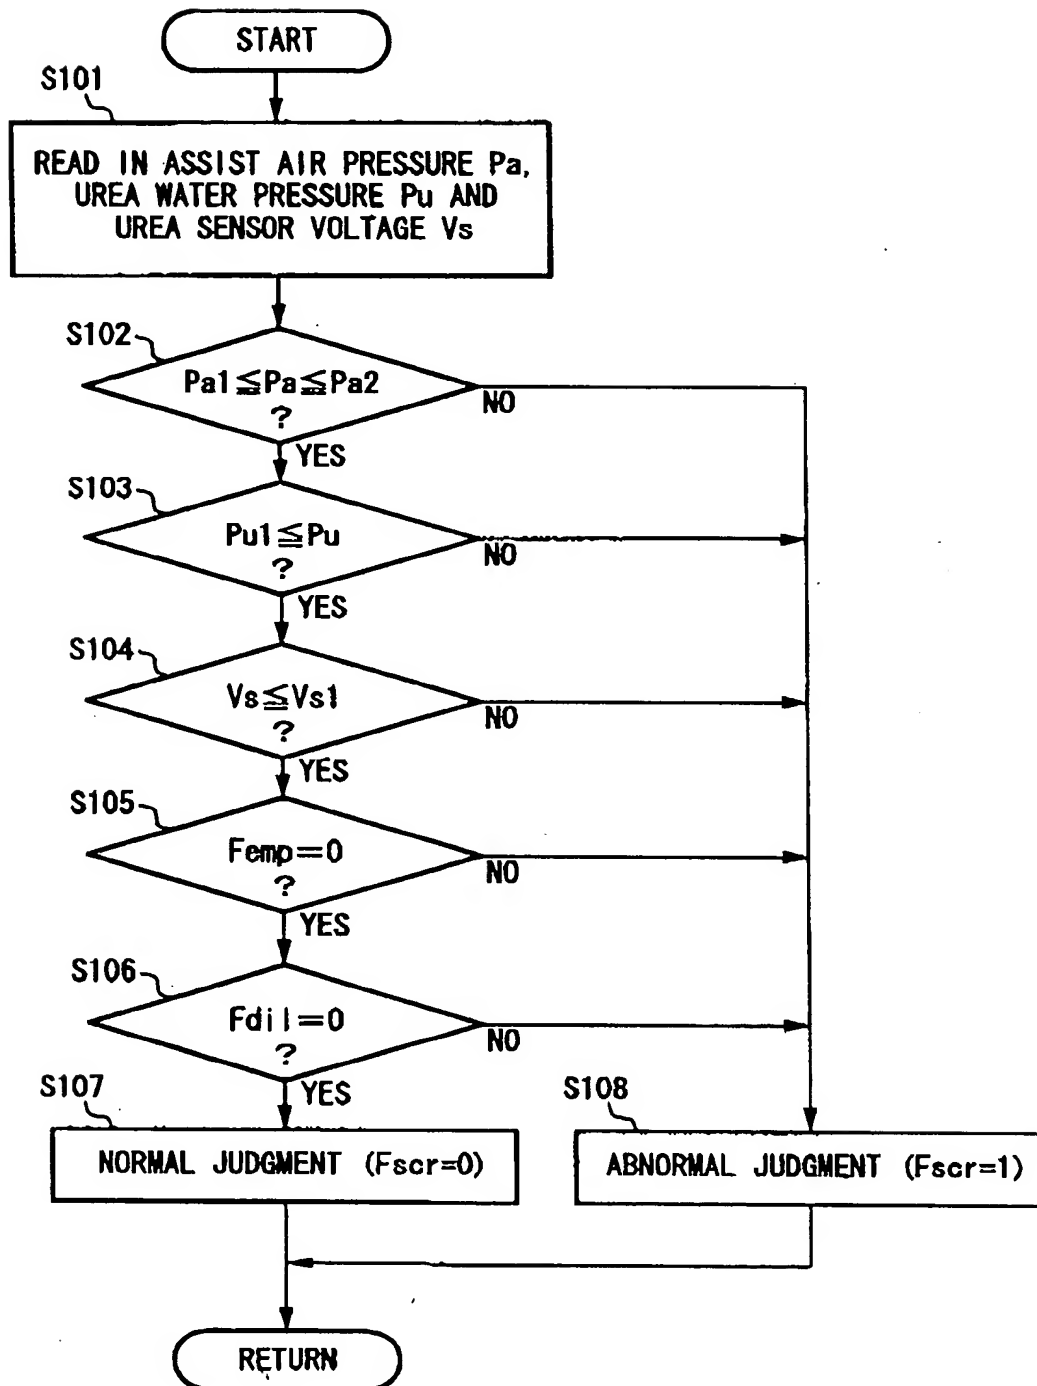 START
S101
READ IN ASSIST AIR PRESSURE Pa,
UREA WATER PRESSURE Pu AND
UREA SENSOR VOLTAGE Vs
S102
Pa1≦Pa≦Pa2
?
NO
YES
S103
Pu1≦Pu
?
NO
YES
S104
Vs≦Vs1
?
NO
YES
S105
Femp=0
?
NO
YES
S106
Fdil=0
?
NO
YES
S107
NORMAL JUDGMENT (Fscr=0)
S108
ABNORMAL JUDGMENT (Fscr=1)
RETURN